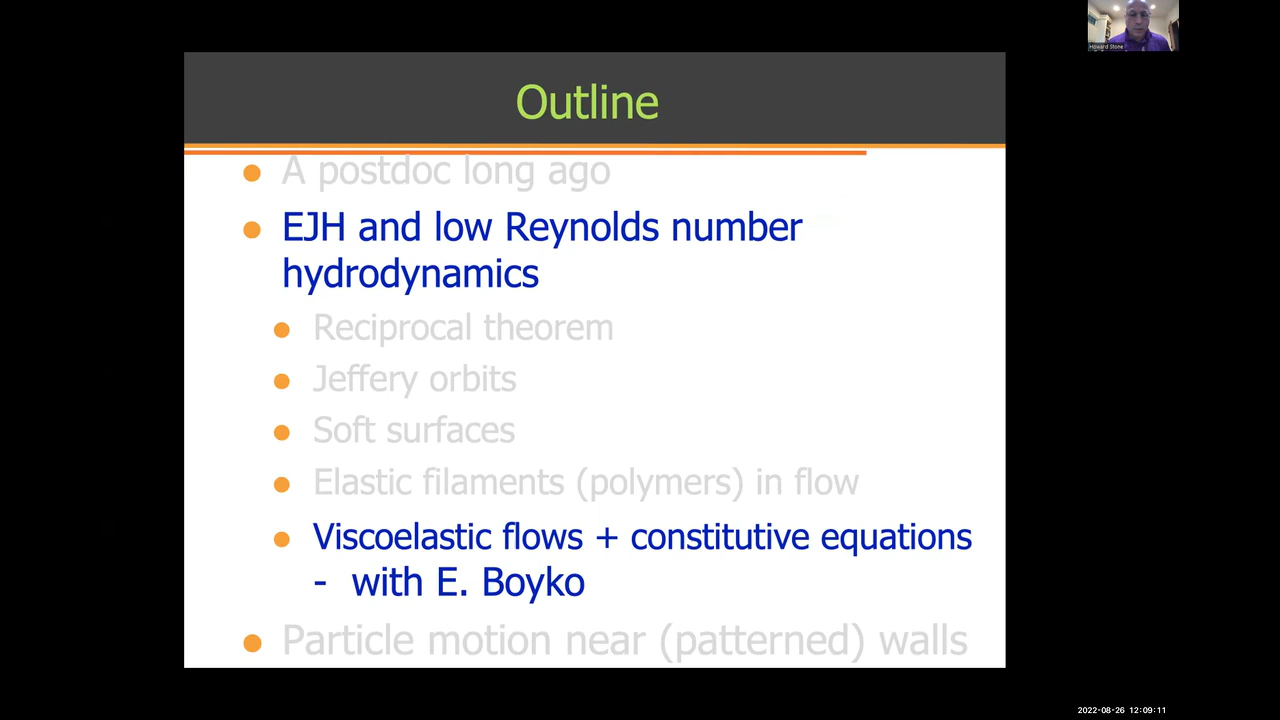 Howard Stone
Outline
A postdoc long ago
EJH and low Reynolds number
hydrodynamics
Reciprocal theorem
Jeffery orbits
Soft surfaces
Elastic filaments (polymers) in flow
Viscoelastic flows + constitutive equations
- with E. Boyko
Particle motion near (patterned) walls
2022-08-26 12:09:11